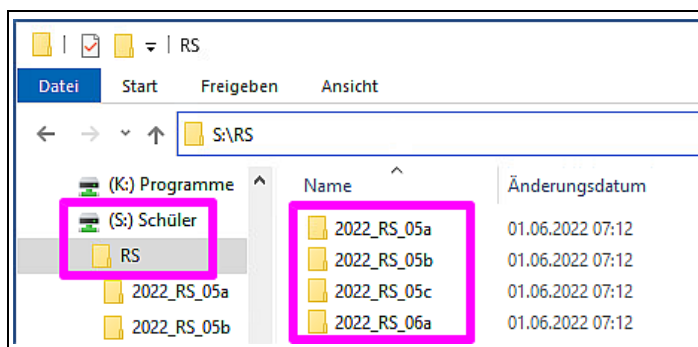 RS
Datei Start Freigeben Ansicht
S:\RS
(K:) Programme
(S:) Schüler
RS
2022_RS_05a
2022_RS_05b
Name Änderungsdatum
2022_RS_05a 01.06.2022 07:12
2022_RS_05b 01.06.2022 07:12
2022_RS_05c 01.06.2022 07:12
2022_RS_06a 01.06.2022 07:12